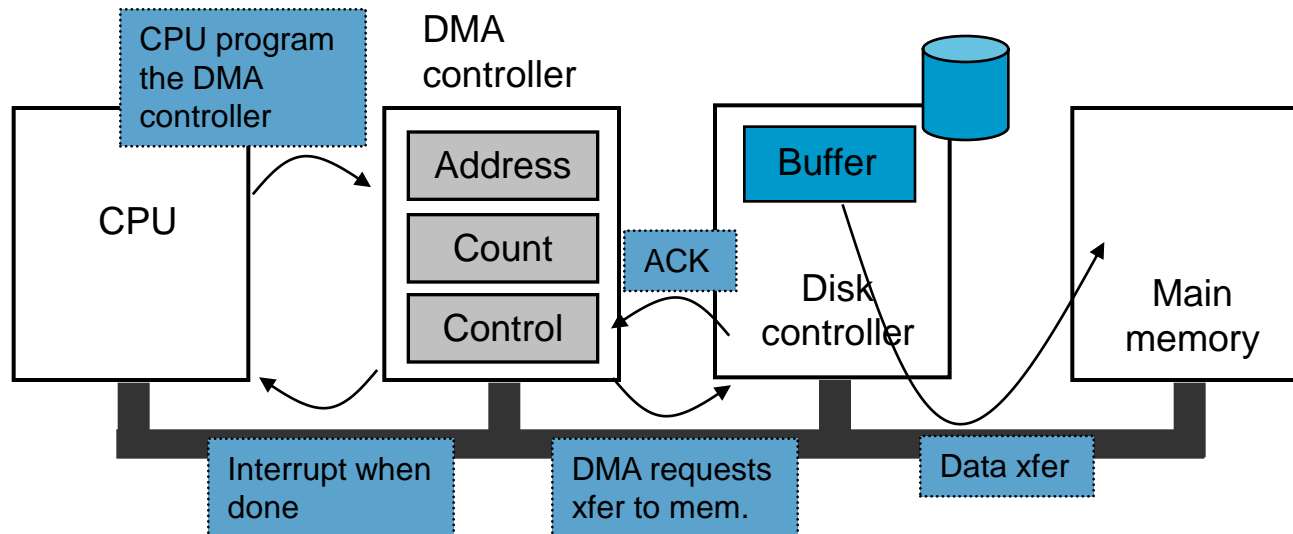 CPU program
the DMA
controller
DMA
controller
CPU
Address
Count
Control
ACK
Buffer
Disk
controller
Main
memory
Interrupt when
done
DMA requests
xfer to mem.
Data xfer